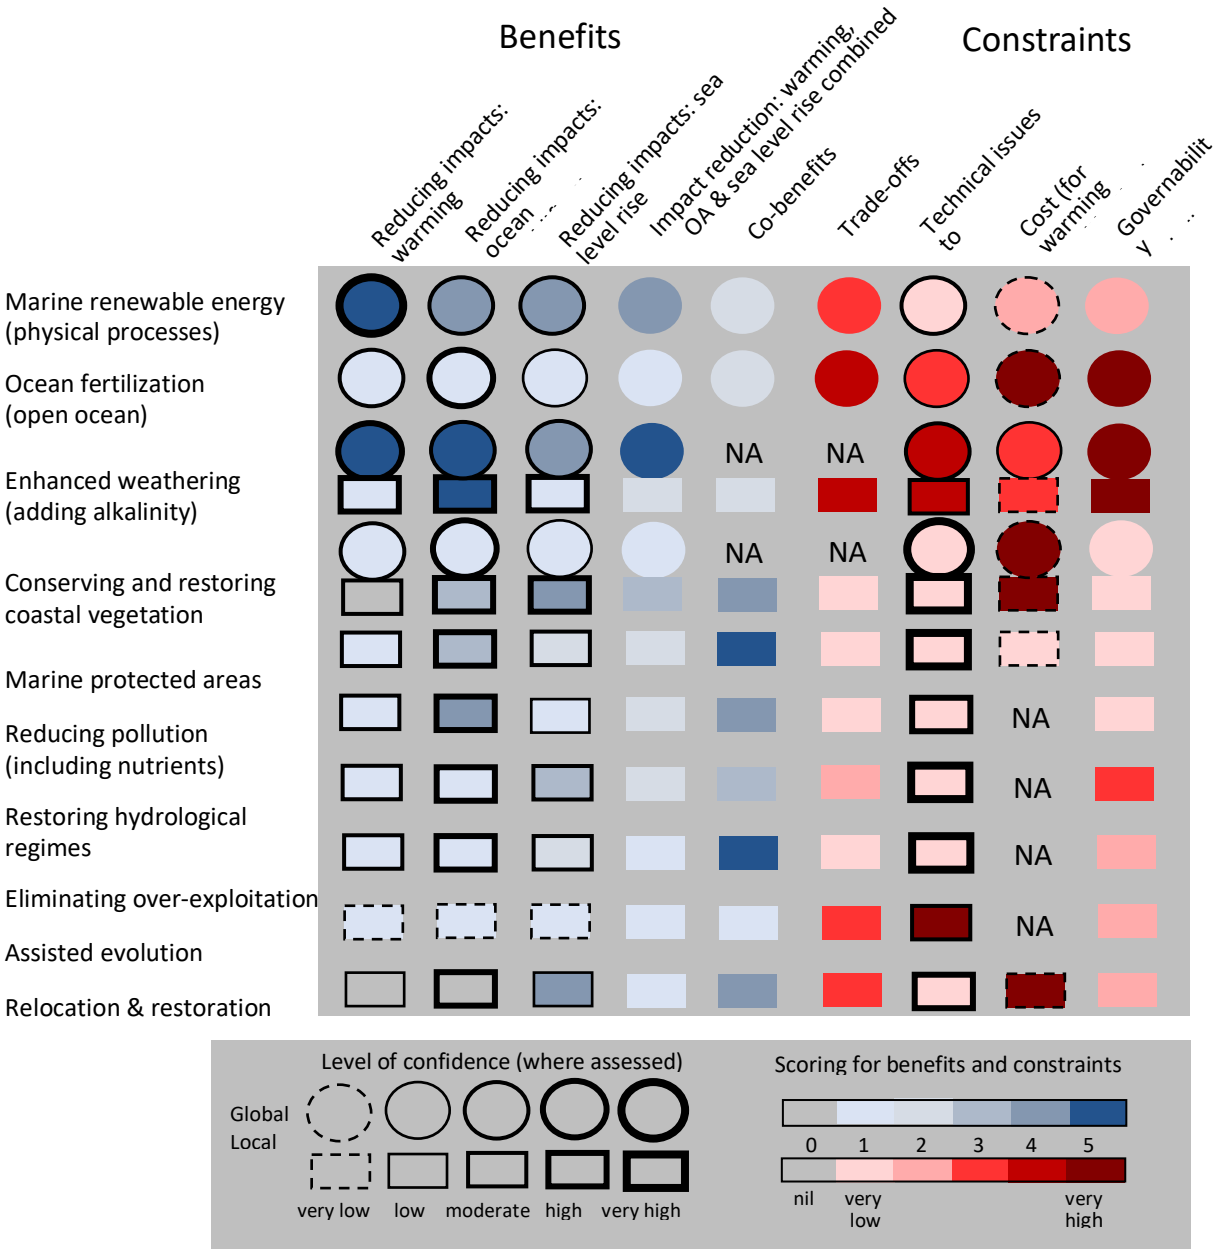 Benefits
Constraints
Reducing impacts:
warming
Reducing impacts:
ocean
Reducing impacts: sea
level rise
Impact reduction: warming,
OA & sea level rise combined
Co-benefits
Trade-offs
Technical issues
to
Cost (for
warming
Governabilit
y
Marine renewable energy
(physical processes)
Ocean fertilization
(open ocean)
Enhanced weathering
(adding alkalinity)
Conserving and restoring
coastal vegetation
Marine protected areas
Reducing pollution
(including nutrients)
Restoring hydrological
regimes
Eliminating over-exploitation
Assisted evolution
Relocation & restoration
NA NA
NA NA
NA
NA
NA
NA
Level of confidence (where assessed)
Global
Local
very low low moderate high very high
Scoring for benefits and constraints
0 1 2 3 4 5
nil very low very high